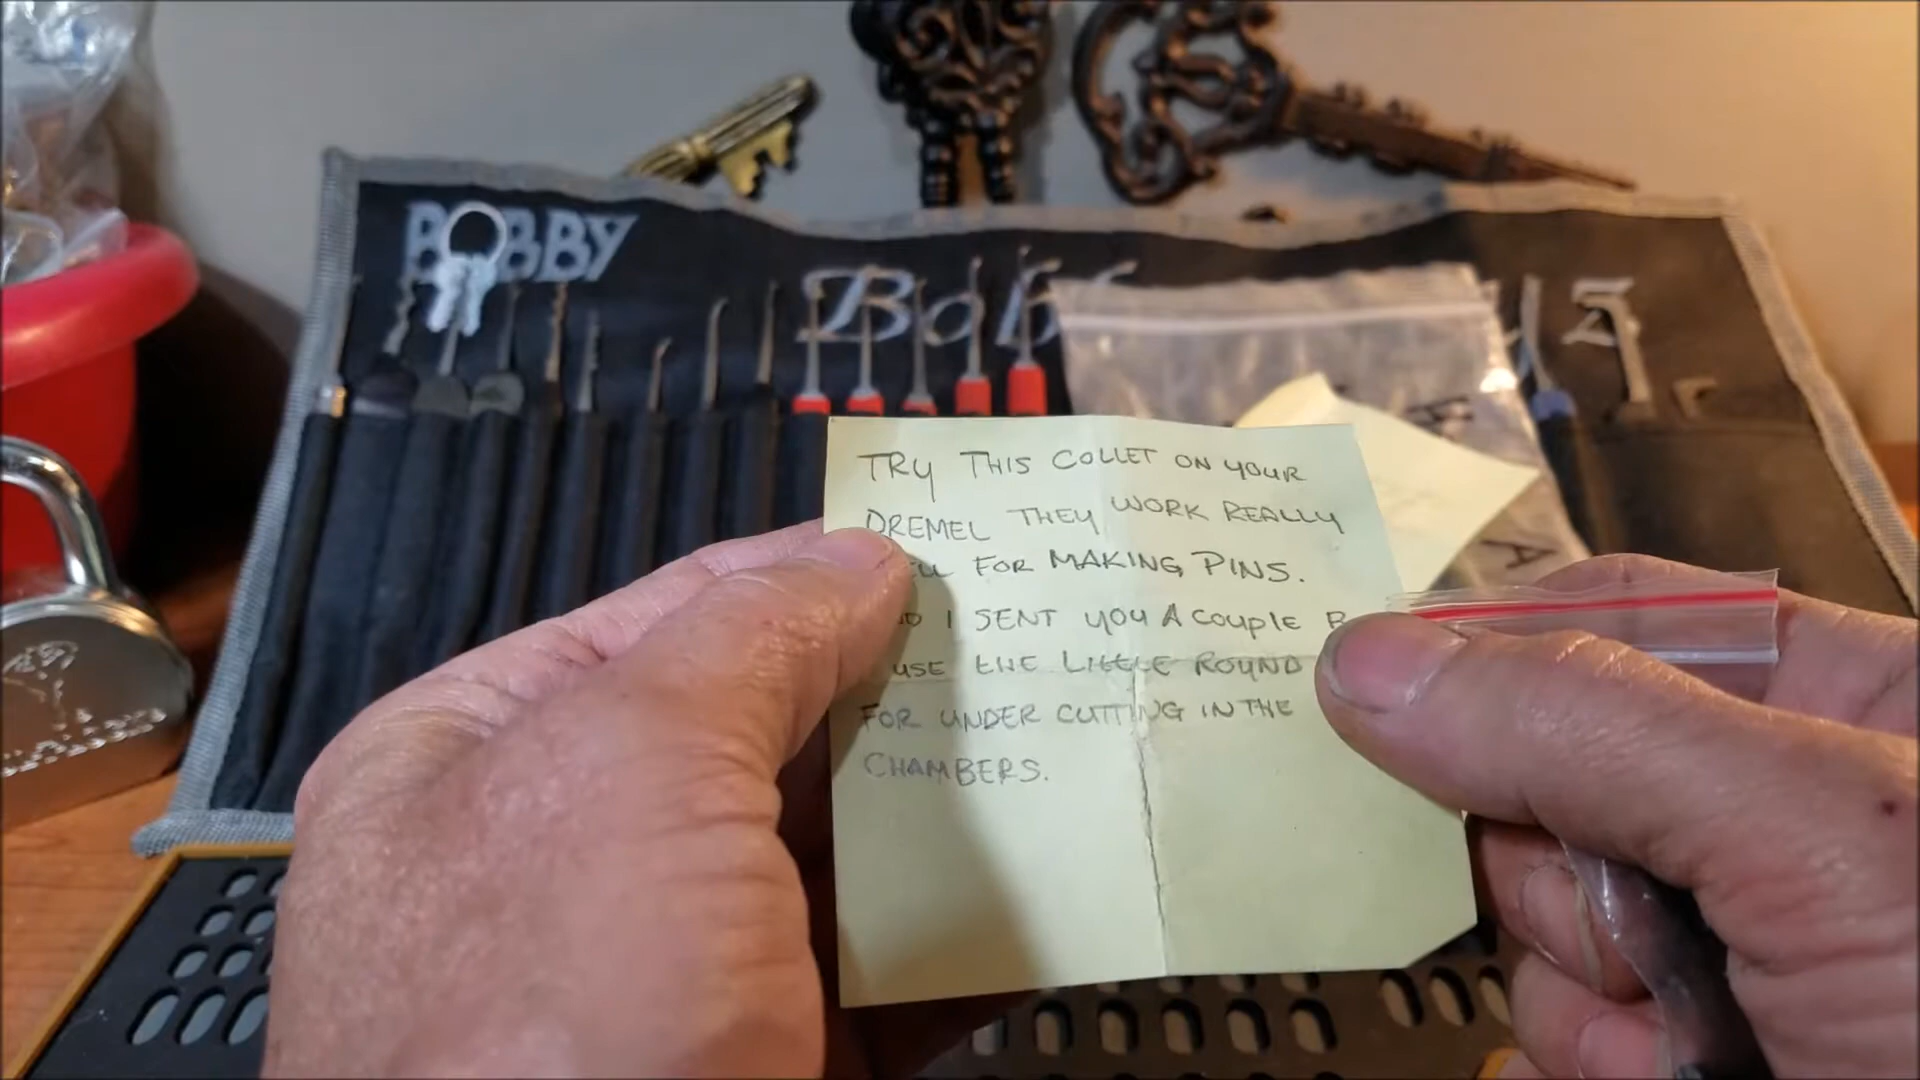 BOBBY
Bob
TRY THIS COLLET ON YOUR
DREMEL THEY WORK REALLY
FOR MAKING PINS.
I SENT YOU A COUPLE
USE THE LITTLE ROUND
FOR UNDER CUTTING IN THE
CHAMBERS.